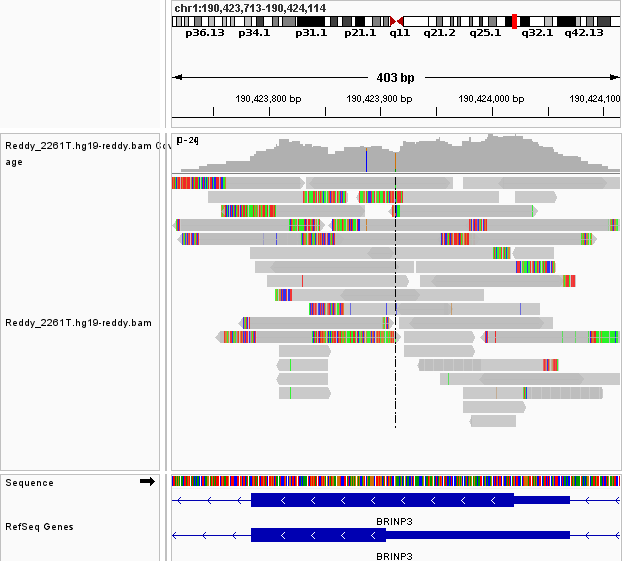 chr1:190,423,713-190,424,114
p36.13 p34.1 p31.1 p21.1 q11 q21.2 q25.1 q32.1 q42.13
403 bp
190,423,800 bp 190,423,900 bp 190,424,000 bp 190,424,100
Reddy_2261T.hg19-reddy.bam Cov
age
Reddy_2261T.hg19-reddy.bam
Sequence
BRINP3
RefSeq Genes
BRINP3